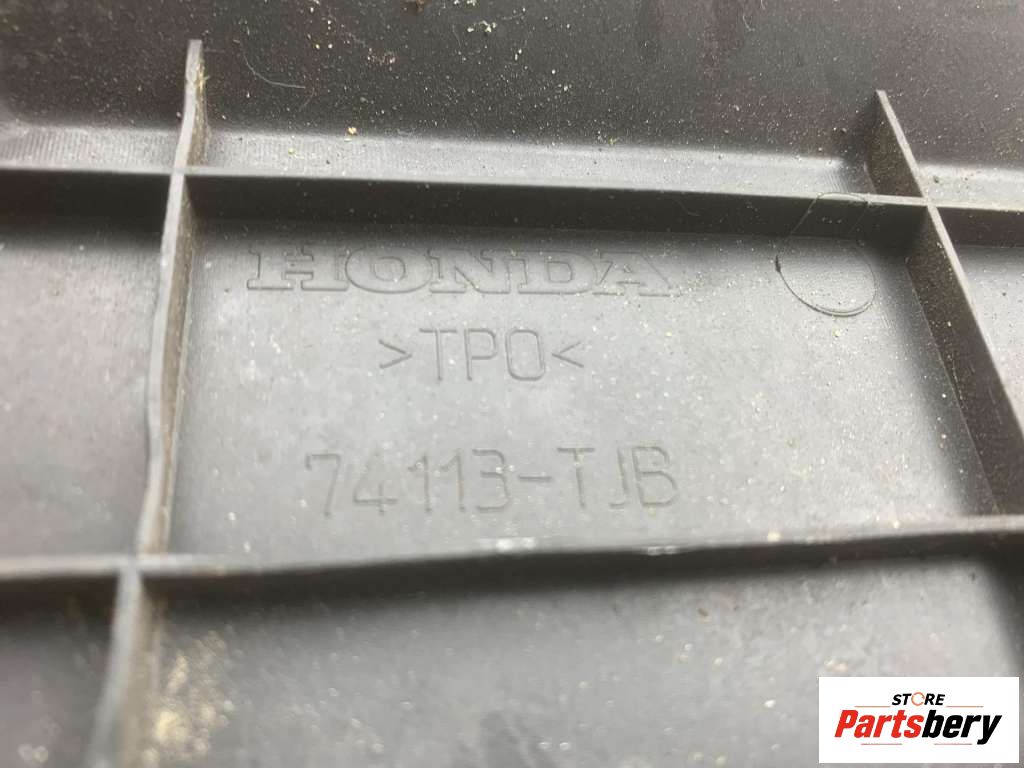 HONDA
>TPO<
74113-TJB
STORE
Partsbery